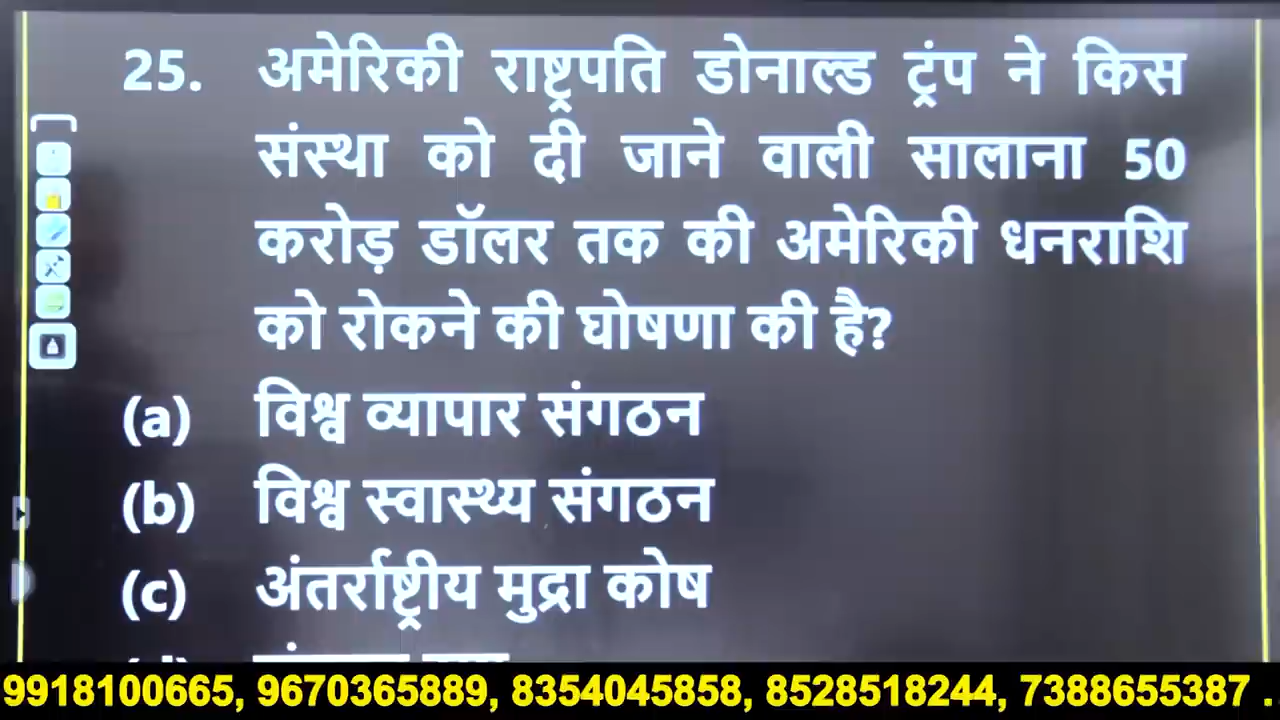 25. अमेरिकी राष्ट्रपति डोनाल्ड ट्रंप ने किस
संस्था को दी जाने वाली सालाना 50
करोड़ डॉलर तक की अमेरिकी धनराशि
को रोकने की घोषणा की है?
(a) विश्व व्यापार संगठन
(b) विश्व स्वास्थ्य संगठन
(c) अंतर्राष्ट्रीय मुद्रा कोष
9918100665, 9670365889, 8354045858, 8528518244, 7388655387 .